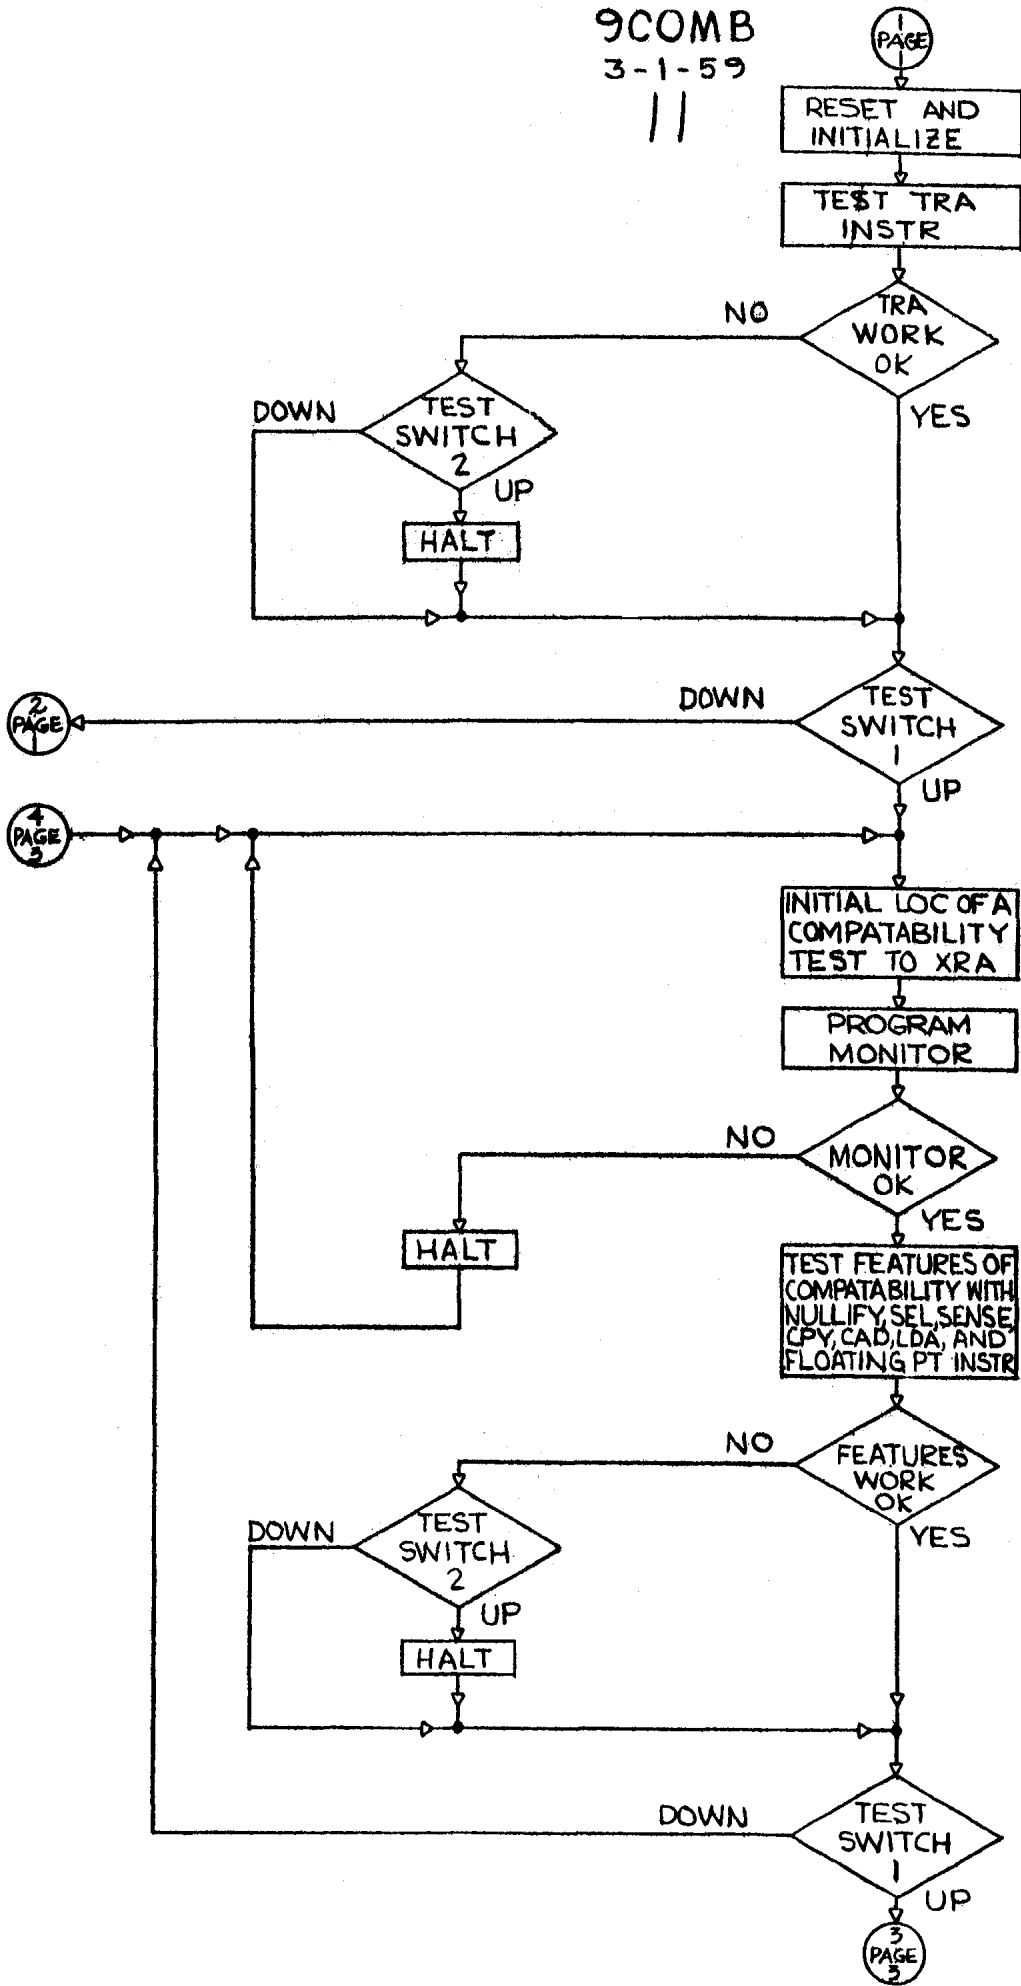 9COMB
3-1-59
11
1
PAGE
1
RESET AND
INITIALIZE
TEST TRA
INSTR
TRA
WORK
OK
NO
YES
TEST
SWITCH
2
DOWN
UP
HALT
TEST
SWITCH
1
DOWN
UP
2
PAGE
1
4
PAGE
3
INITIAL LOC OF A
COMPATABILITY
TEST TO XRA
PROGRAM
MONITOR
MONITOR
OK
NO
YES
HALT
TEST FEATURES OF
COMPATABILITY WITH
NULLIFY, SEL, SENSE,
CPY, CAD, LDA, AND
FLOATING PT INSTR
FEATURES
WORK
OK
NO
YES
TEST
SWITCH
2
DOWN
UP
HALT
TEST
SWITCH
1
DOWN
UP
3
PAGE
3